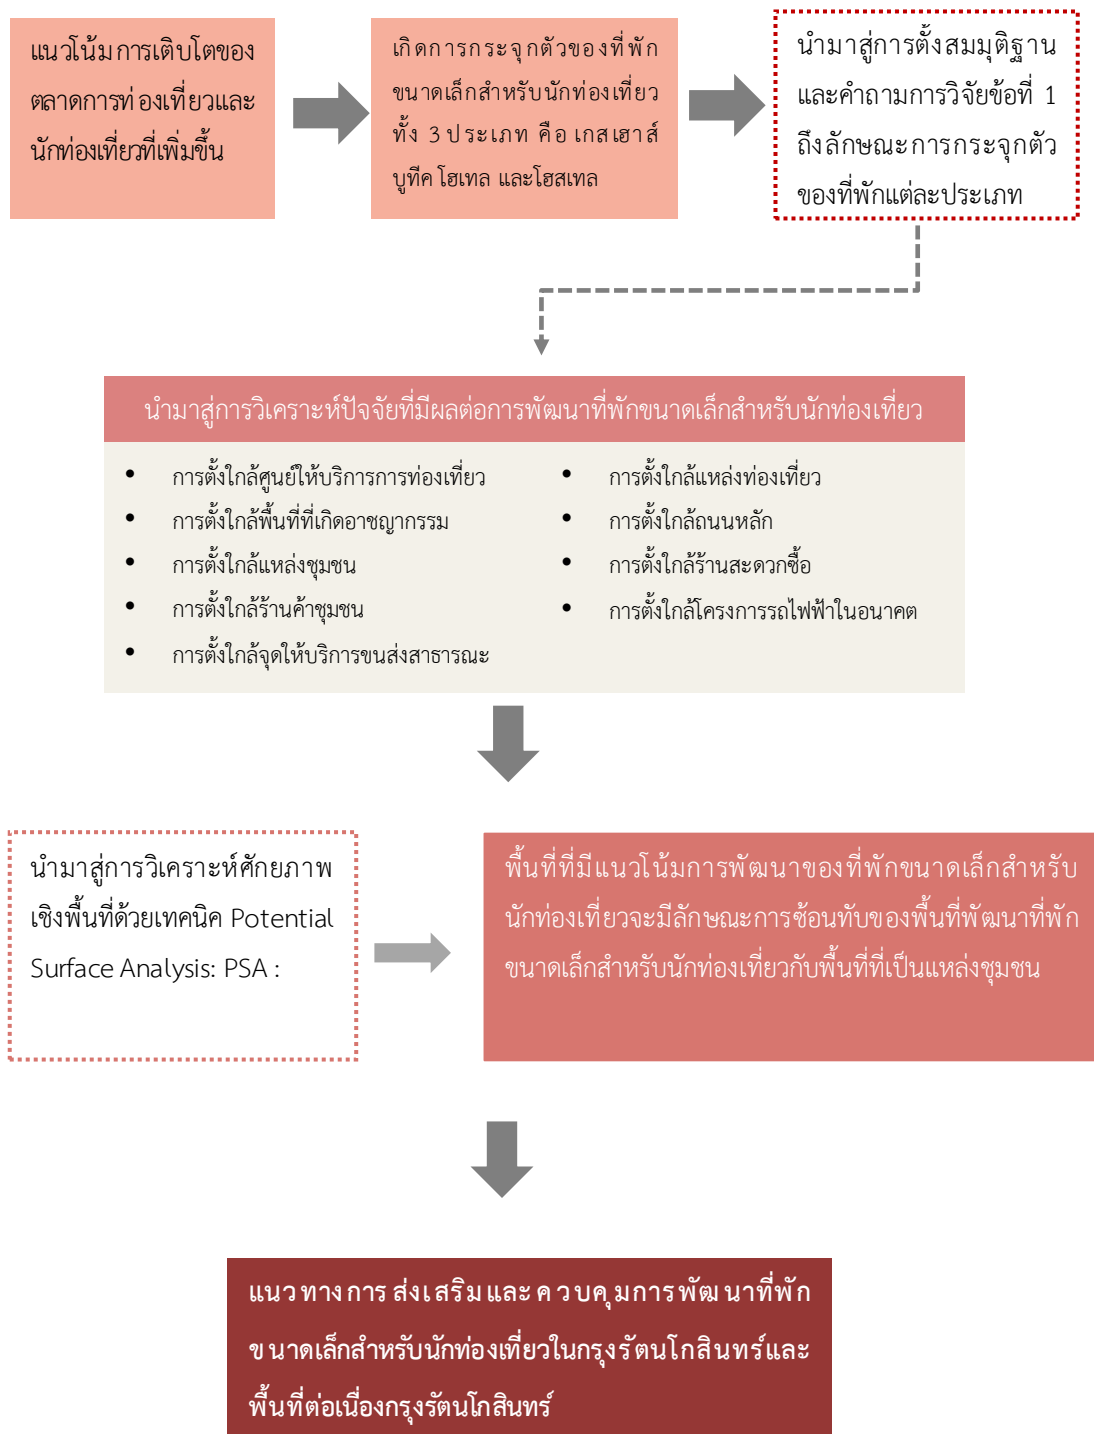 แนวโน้มการเติบโตของ
ตลาดการท่องเที่ยวและ
นักท่องเที่ยวที่เพิ่มขึ้น
เกิดการกระจุกตัวของที่พัก
ขนาดเล็กสำหรับนักท่องเที่ยว
ทั้ง 3 ประเภท คือ เกสเฮาส์
บูทีค โฮเทล และโฮสเทล
นำมาสู่การตั้งสมมุติฐาน
และคำถามการวิจัยข้อที่ 1
ถึงลักษณะการกระจุกตัว
ของที่พักแต่ละประเภท
นำมาสู่การวิเคราะห์ปัจจัยที่มีผลต่อการพัฒนาที่พักขนาดเล็กสำหรับนักท่องเที่ยว
• การตั้งใกล้ศูนย์ให้บริการการท่องเที่ยว
• การตั้งใกล้พื้นที่ที่เกิดอาชญากรรม
• การตั้งใกล้แหล่งชุมชน
• การตั้งใกล้ร้านค้าชุมชน
• การตั้งใกล้จุดให้บริการขนส่งสาธารณะ
• การตั้งใกล้แหล่งท่องเที่ยว
• การตั้งใกล้ถนนหลัก
• การตั้งใกล้ร้านสะดวกซื้อ
• การตั้งใกล้โครงการรถไฟฟ้าในอนาคต
นำมาสู่การวิเคราะห์ศักยภาพ
เชิงพื้นที่ด้วยเทคนิค Potential
Surface Analysis: PSA :
พื้นที่ที่มีแนวโน้มการพัฒนาของที่พักขนาดเล็กสำหรับ
นักท่องเที่ยวจะมีลักษณะการซ้อนทับของพื้นที่พัฒนาที่พัก
ขนาดเล็กสำหรับนักท่องเที่ยวกับพื้นที่ที่เป็นแหล่งชุมชน
แนวทางการส่งเสริมและควบคุมการพัฒนาที่พัก
ขนาดเล็กสำหรับนักท่องเที่ยวในกรุงรัตนโกสินทร์และ
พื้นที่ต่อเนื่องกรุงรัตนโกสินทร์